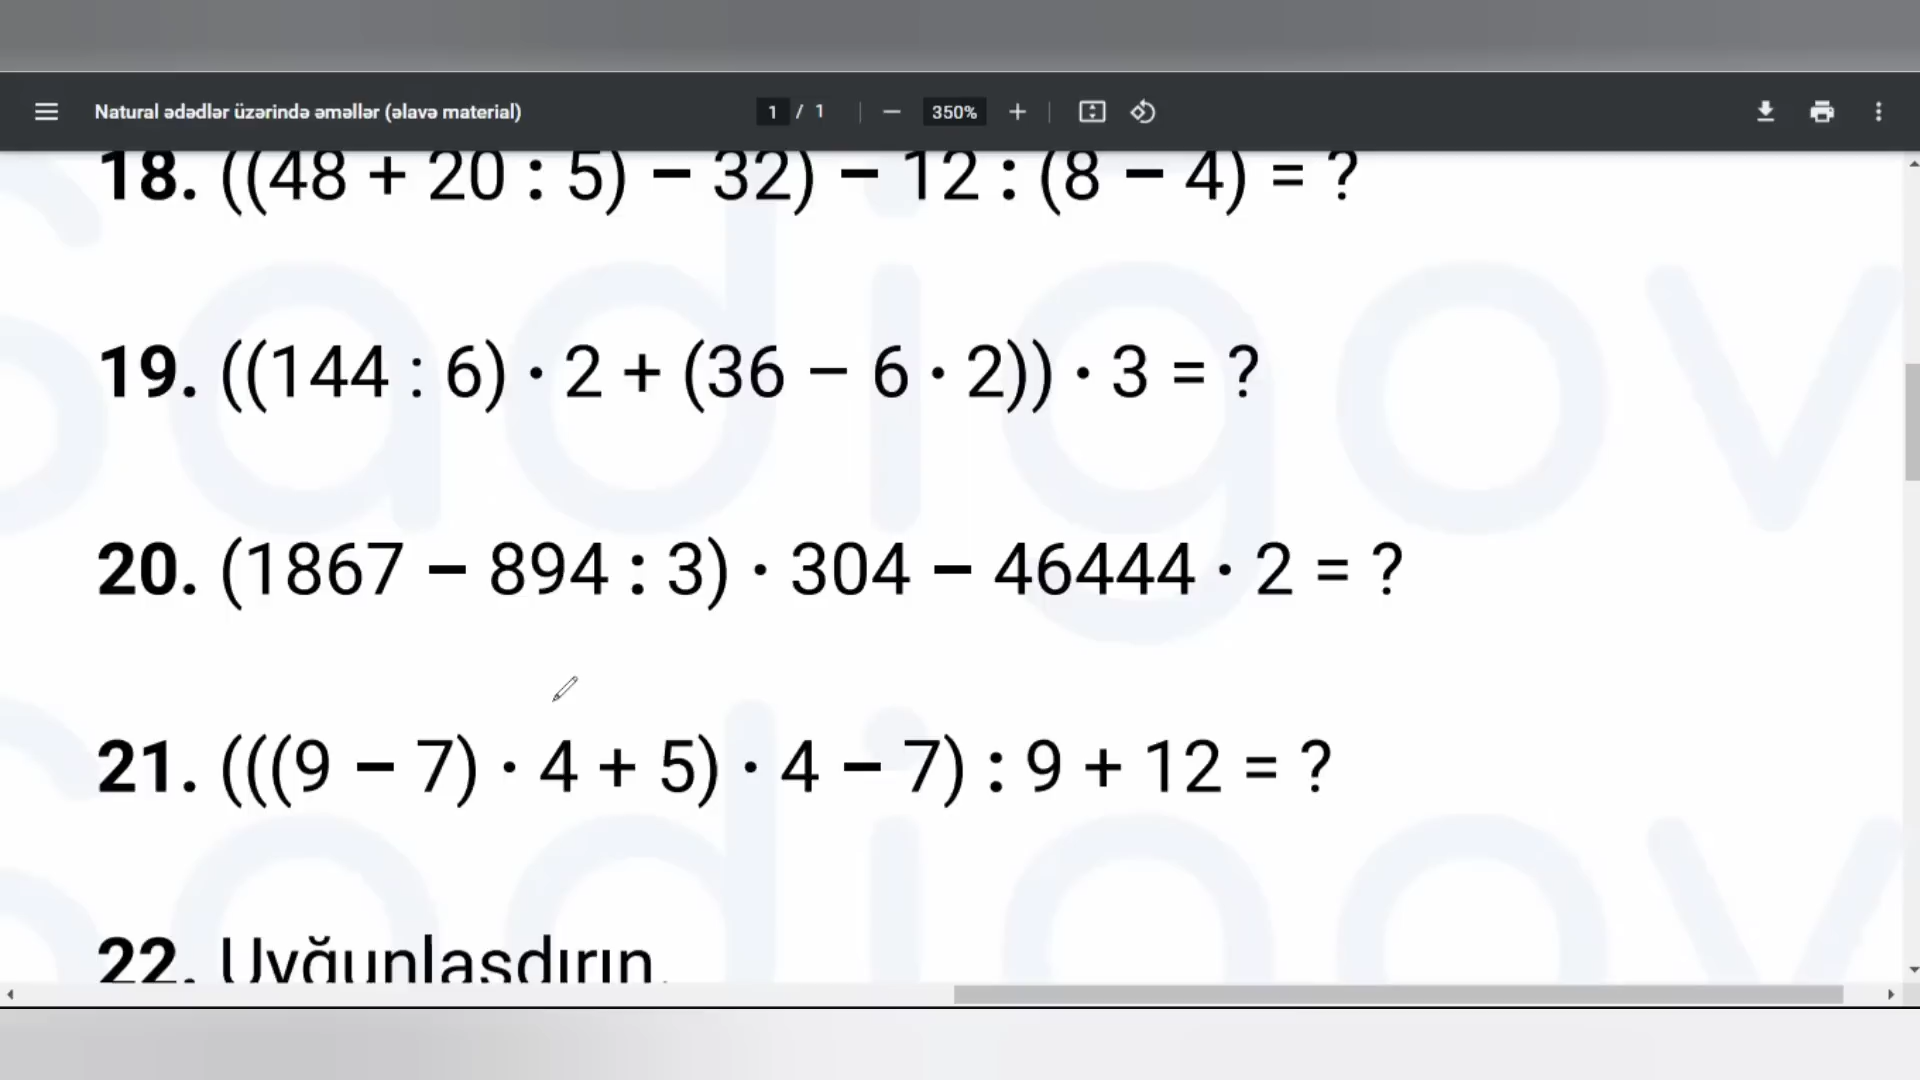 Natural ədədlər üzərində əməllər (əlavə material)
1 / 1
350%
18. ((48 + 20 : 5) – 32) – 12 : (8 – 4) = ?
19. ((144 : 6) · 2 + (36 – 6 · 2)) · 3 = ?
20. (1867 – 894 : 3) · 304 – 46444 · 2 = ?
21. (((9 – 7) · 4 + 5) · 4 – 7) : 9 + 12 = ?
22. Uyğunlaşdırın.
Sadigov
Sadigov